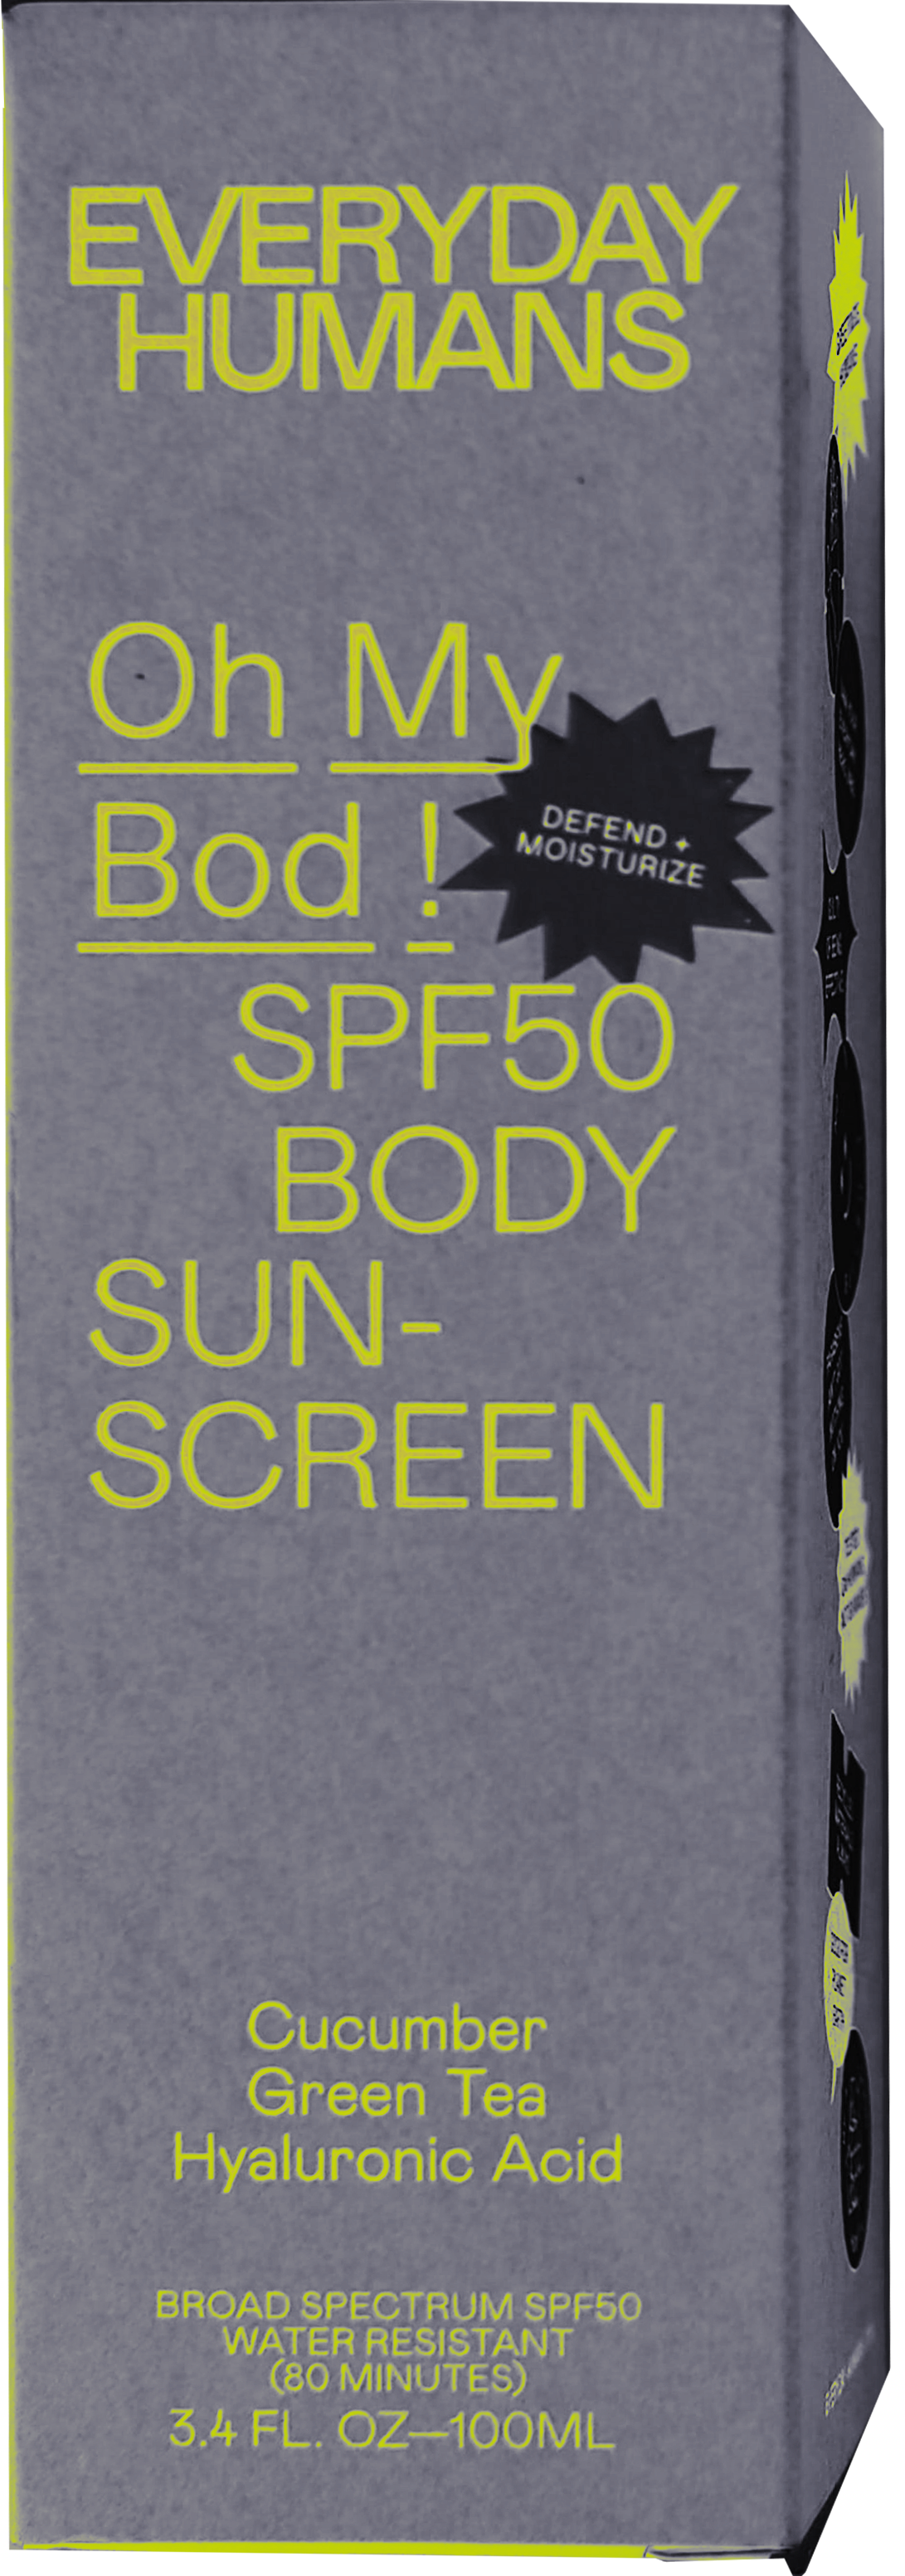 EVERYDAY
HUMANS
Oh My
Bod !
DEFEND +
MOISTURIZE
SPF50
BODY
SUN-
SCREEN
Cucumber
Green Tea
Hyaluronic Acid
BROAD SPECTRUM SPF50
WATER RESISTANT
(80 MINUTES)
3.4 FL. OZ—100ML